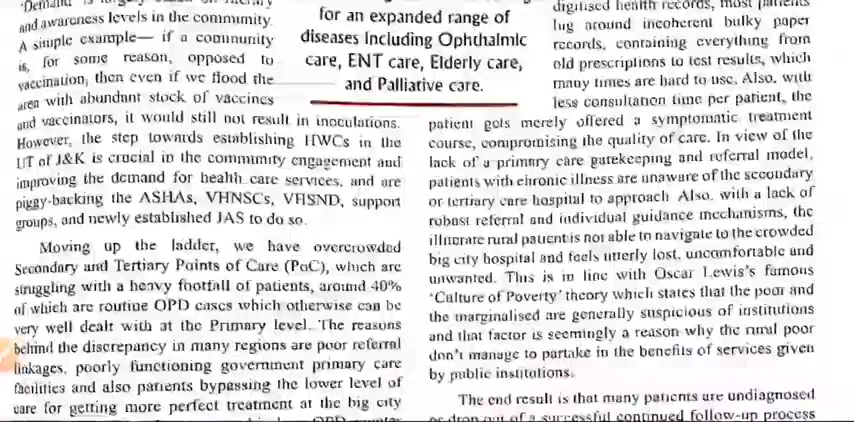 and awareness levels in the community.
A simple example— if a community
is, for some reason, opposed to
vaccination, then even if we flood the
area with abundant stock of vaccines
and vaccinators, it would still not result in inoculations.
However, the step towards establishing HWCs in the
UT of J&K is crucial in the community engagement and
improving the demand for health care services, and are
piggy-backing the ASHAs, VHNSCs, VHSND, support
groups, and newly established JAS to do so.
Moving up the ladder, we have overcrowded
Secondary and Tertiary Points of Care (PoC), which are
struggling with a heavy footfall of patients, around 40%
of which are routine OPD cases which otherwise can be
very well dealt with at the Primary level. The reasons
behind the discrepancy in many regions are poor referral
linkages, poorly functioning government primary care
facilities and also patients bypassing the lower level of
care for getting more perfect treatment at the big city
for an expanded range of
diseases including Ophthalmic
care, ENT care, Elderly care,
and Palliative care.
digitised health records, most patients
lug around incoherent bulky paper
records, containing everything from
old prescriptions to test results, which
many times are hard to use. Also, with
less consultation time per patient, the
patient gets merely offered a symptomatic treatment
course, compromising the quality of care. In view of the
lack of a primary care gatekeeping and referral model,
patients with chronic illness are unaware of the secondary
or tertiary care hospital to approach Also, with a lack of
robust referral and individual guidance mechanisms, the
illiterate rural patient is not able to navigate to the crowded
big city hospital and feels utterly lost, uncomfortable and
unwanted. This is in line with Oscar Lewis's famous
'Culture of Poverty' theory which states that the poor and
the marginalised are generally suspicious of institutions
and that factor is seemingly a reason why the rural poor
don't manage to partake in the benefits of services given
by public institutions.
The end result is that many patients are undiagnosed
or drop out of a successful continued follow-up process